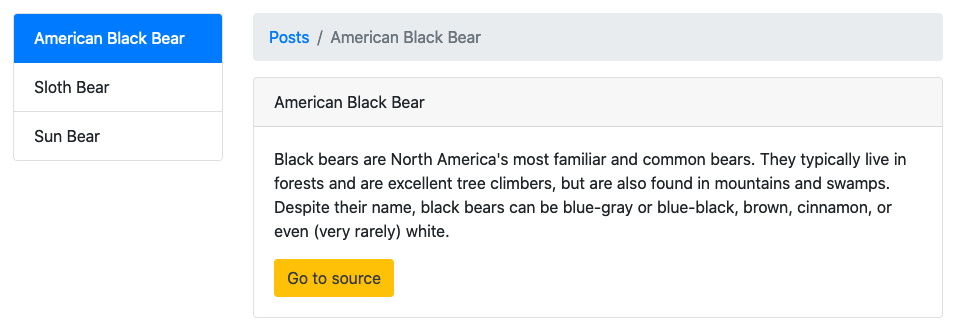 American Black Bear
Sloth Bear
Sun Bear
Posts / American Black Bear
American Black Bear
Black bears are North America's most familiar and common bears. They typically live in
forests and are excellent tree climbers, but are also found in mountains and swamps.
Despite their name, black bears can be blue-gray or blue-black, brown, cinnamon, or
even (very rarely) white.
Go to source